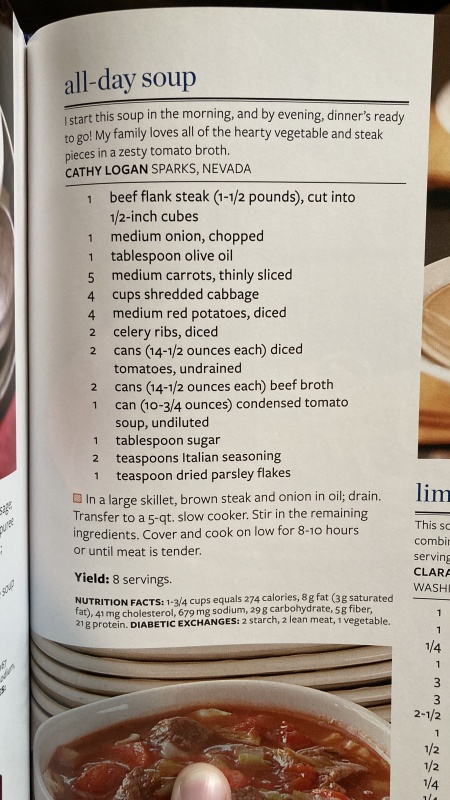 all-day soup
I start this soup in the morning, and by evening, dinner's ready
to go! My family loves all of the hearty vegetable and steak
pieces in a zesty tomato broth.
CATHY LOGAN SPARKS, NEVADA
1 beef flank steak (1-1/2 pounds), cut into
1/2-inch cubes
1 medium onion, chopped
1 tablespoon olive oil
5 medium carrots, thinly sliced
4 cups shredded cabbage
4 medium red potatoes, diced
2 celery ribs, diced
2 cans (14-1/2 ounces each) diced
tomatoes, undrained
2 cans (14-1/2 ounces each) beef broth
1 can (10-3/4 ounces) condensed tomato
soup, undiluted
1 tablespoon sugar
2 teaspoons Italian seasoning
1 teaspoon dried parsley flakes
In a large skillet, brown steak and onion in oil; drain.
Transfer to a 5-qt. slow cooker. Stir in the remaining
ingredients. Cover and cook on low for 8-10 hours
or until meat is tender.
Yield: 8 servings.
NUTRITION FACTS: 1-3/4 cups equals 274 calories, 8 g fat (3 g saturated
fat), 41 mg cholesterol, 679 mg sodium, 29 g carbohydrate, 5 g fiber,
21 g protein. DIABETIC EXCHANGES: 2 starch, 2 lean meat, 1 vegetable.
lim
This so
combi
serving
CLARA
WASHI
1
1
1/4
1
3
3
2-1/2
1
1/2
1/2
1/4
soup